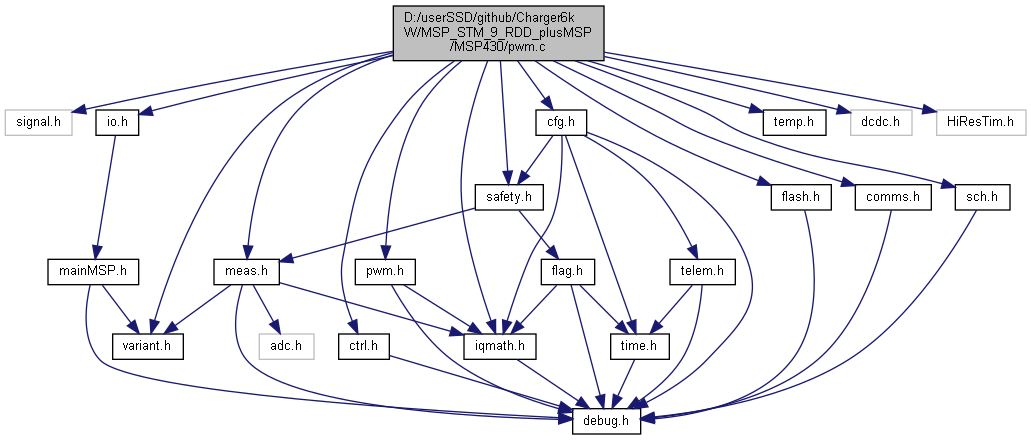 D:/userSSD/github/Charger6k
W/MSP_STM_9_RDD_plusMSP
/MSP430/pwm.c
signal.h
io.h
cfg.h
temp.h
dcdc.h
HiResTim.h
safety.h
flash.h
comms.h
sch.h
mainMSP.h
meas.h
pwm.h
flag.h
telem.h
variant.h
adc.h
ctrl.h
iqmath.h
time.h
debug.h